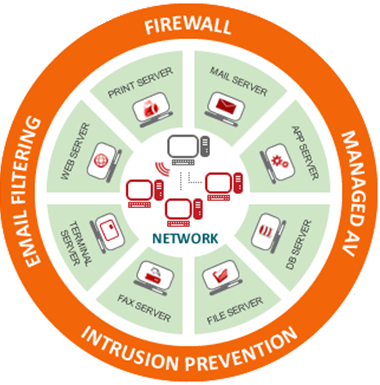 FIREWALL
EMAIL FILTERING
MANAGED AV
INTRUSION PREVENTION
PRINT SERVER
MAIL SERVER
WEB SERVER
APP SERVER
TERMINAL
SERVER
DB SERVER
FAX SERVER
FILE SERVER
NETWORK